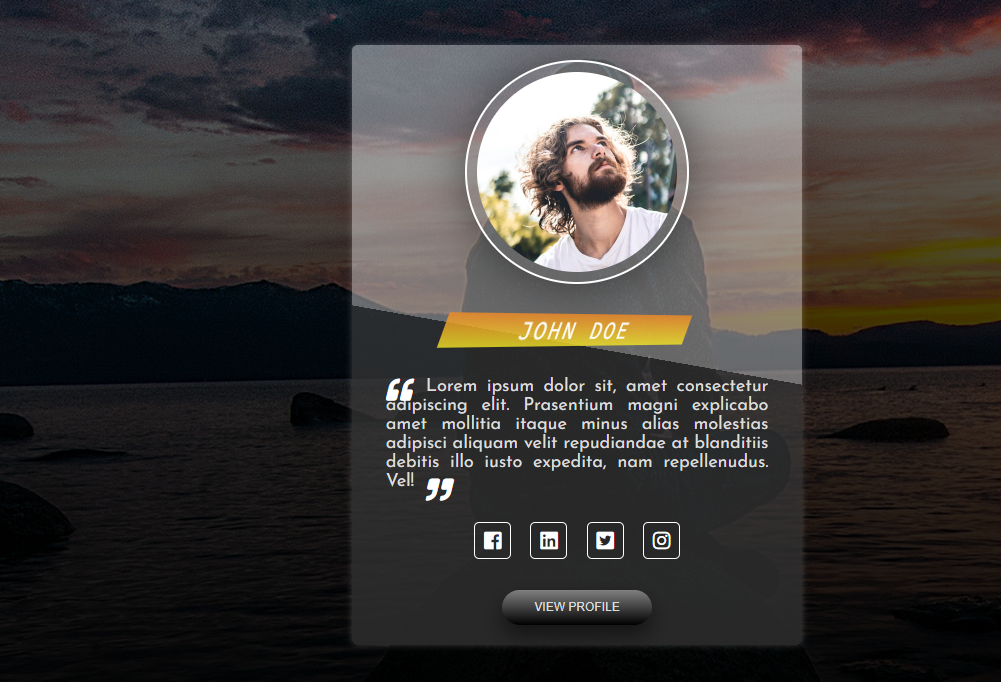 JOHN DOE
“ Lorem ipsum dolor sit, amet consectetur
adipiscing elit. Prasentium magni explicabo
amet mollitia itaque minus alias molestias
adipisci aliquam velit repudiandae at blanditiis
debitis illo iusto expedita, nam repellenudus.
Vel! ”
VIEW PROFILE